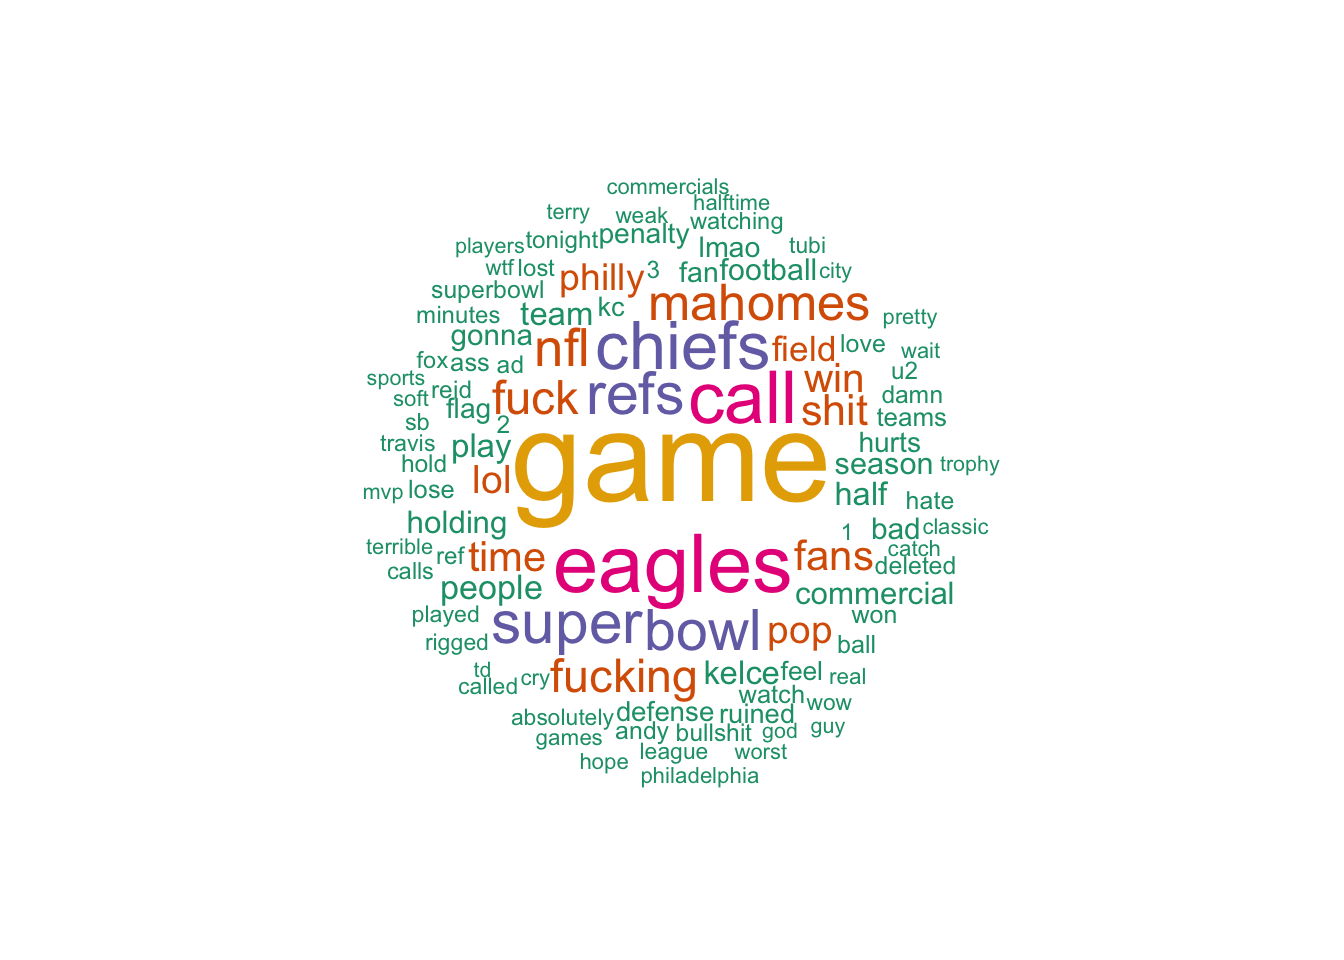 commercials
halftime
terry weak watching
players tonight penalty lmao tubi
wtf lost philly 3 fan football city
superbowl kc mahomes
minutes team pretty
gonna nfl chiefs field love wait
fox ass ad u2
sports reid fuck refs call win damn
soft flag shit teams
sb 2 game
travis play hurts
hold lol season trophy
mvp lose half hate
holding 1 bad classic
terrible ref time eagles fans catch
calls deleted
people commercial
played super bowl pop won
rigged ball
td cry fucking kelce feel real
called watch wow
absolutely defense ruined
games andy bullshit god guy
hope league worst
philadelphia